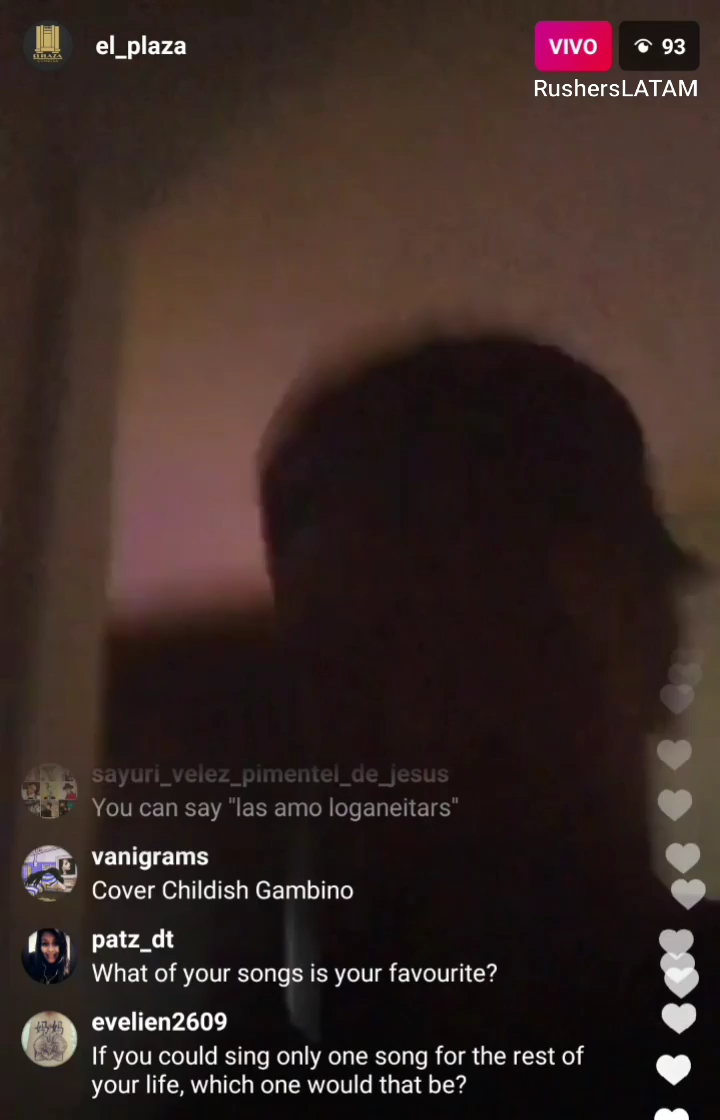 el_plaza
VIVO
93
RushersLATAM
ELPLAZA
sayuri_velez_pimentel_de_jesus
You can say "las amo loganeitars"
vanigrams
Cover Childish Gambino
patz_dt
What of your songs is your favourite?
evelien2609
If you could sing only one song for the rest of
your life, which one would that be?